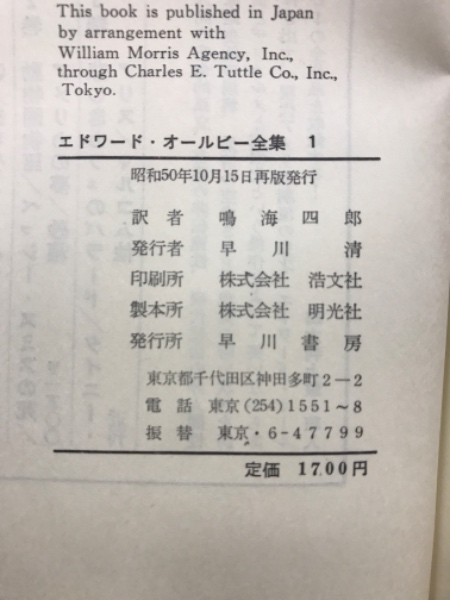 This book is published in Japan
by arrangement with
William Morris Agency, Inc.,
through Charles E. Tuttle Co., Inc.,
Tokyo.
エドワード・オールビー全集 1
昭和50年10月15日再版発行
訳者 鳴海四郎
発行者 早川清
印刷所 株式会社 浩文社
製本所 株式会社 明光社
発行所 早川書房
東京都千代田区神田多町2−2
電話 東京(254)1551~8
振替 東京・6-47799
定価 1700円